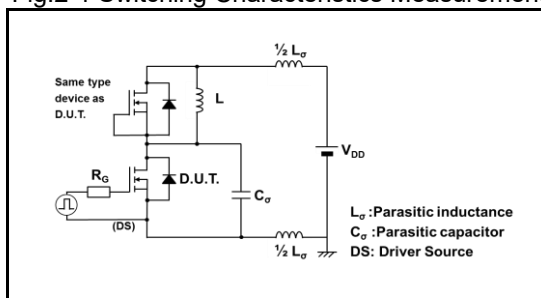 Fig.2-1 Switching Characteristics Measurement
½ Lσ
Same type
device as
D.U.T.
L
VDD
RG
D.U.T.
Cσ
(DS)
½ Lσ
Lσ :Parasitic inductance
Cσ :Parasitic capacitor
DS: Driver Source